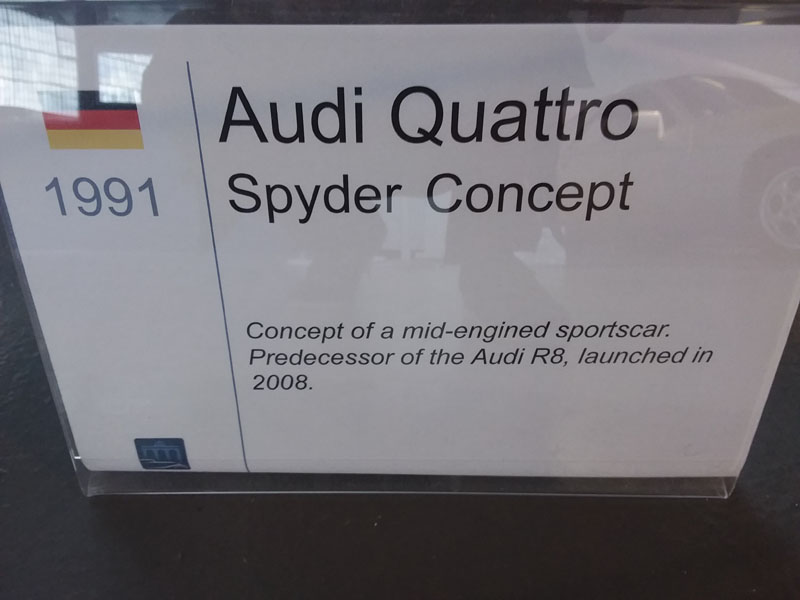 Audi Quattro
1991
Spyder Concept
Concept of a mid-engined sportscar.
Predecessor of the Audi R8, launched in
2008.